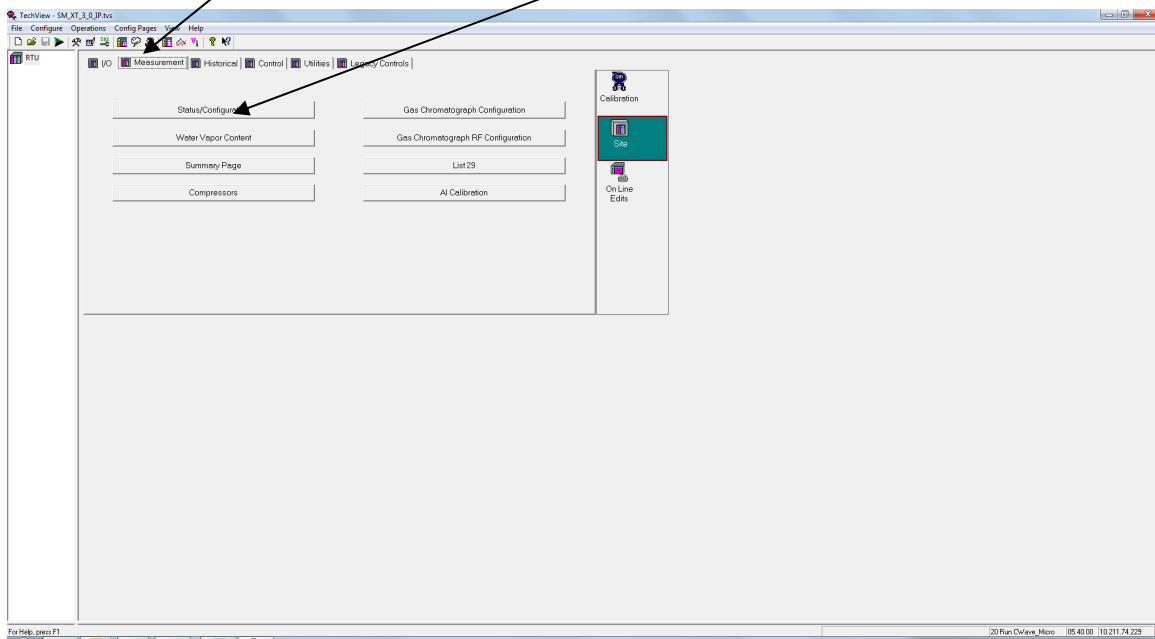 TechView - SM_XT_3_0_IP.tvs
File Configure Operations Config Pages View Help
RTU
I/O Measurement Historical Control Utilities Legacy Controls
Status/Configuration Gas Chromatograph Configuration
Water Vapor Content Gas Chromatograph RF Configuration
Summary Page List 29
Compressors AI Calibration
Calibration
Site
On Line
Edits
For Help, press F1
20 Run CWave_Micro 05.40.00 10.211.74.229